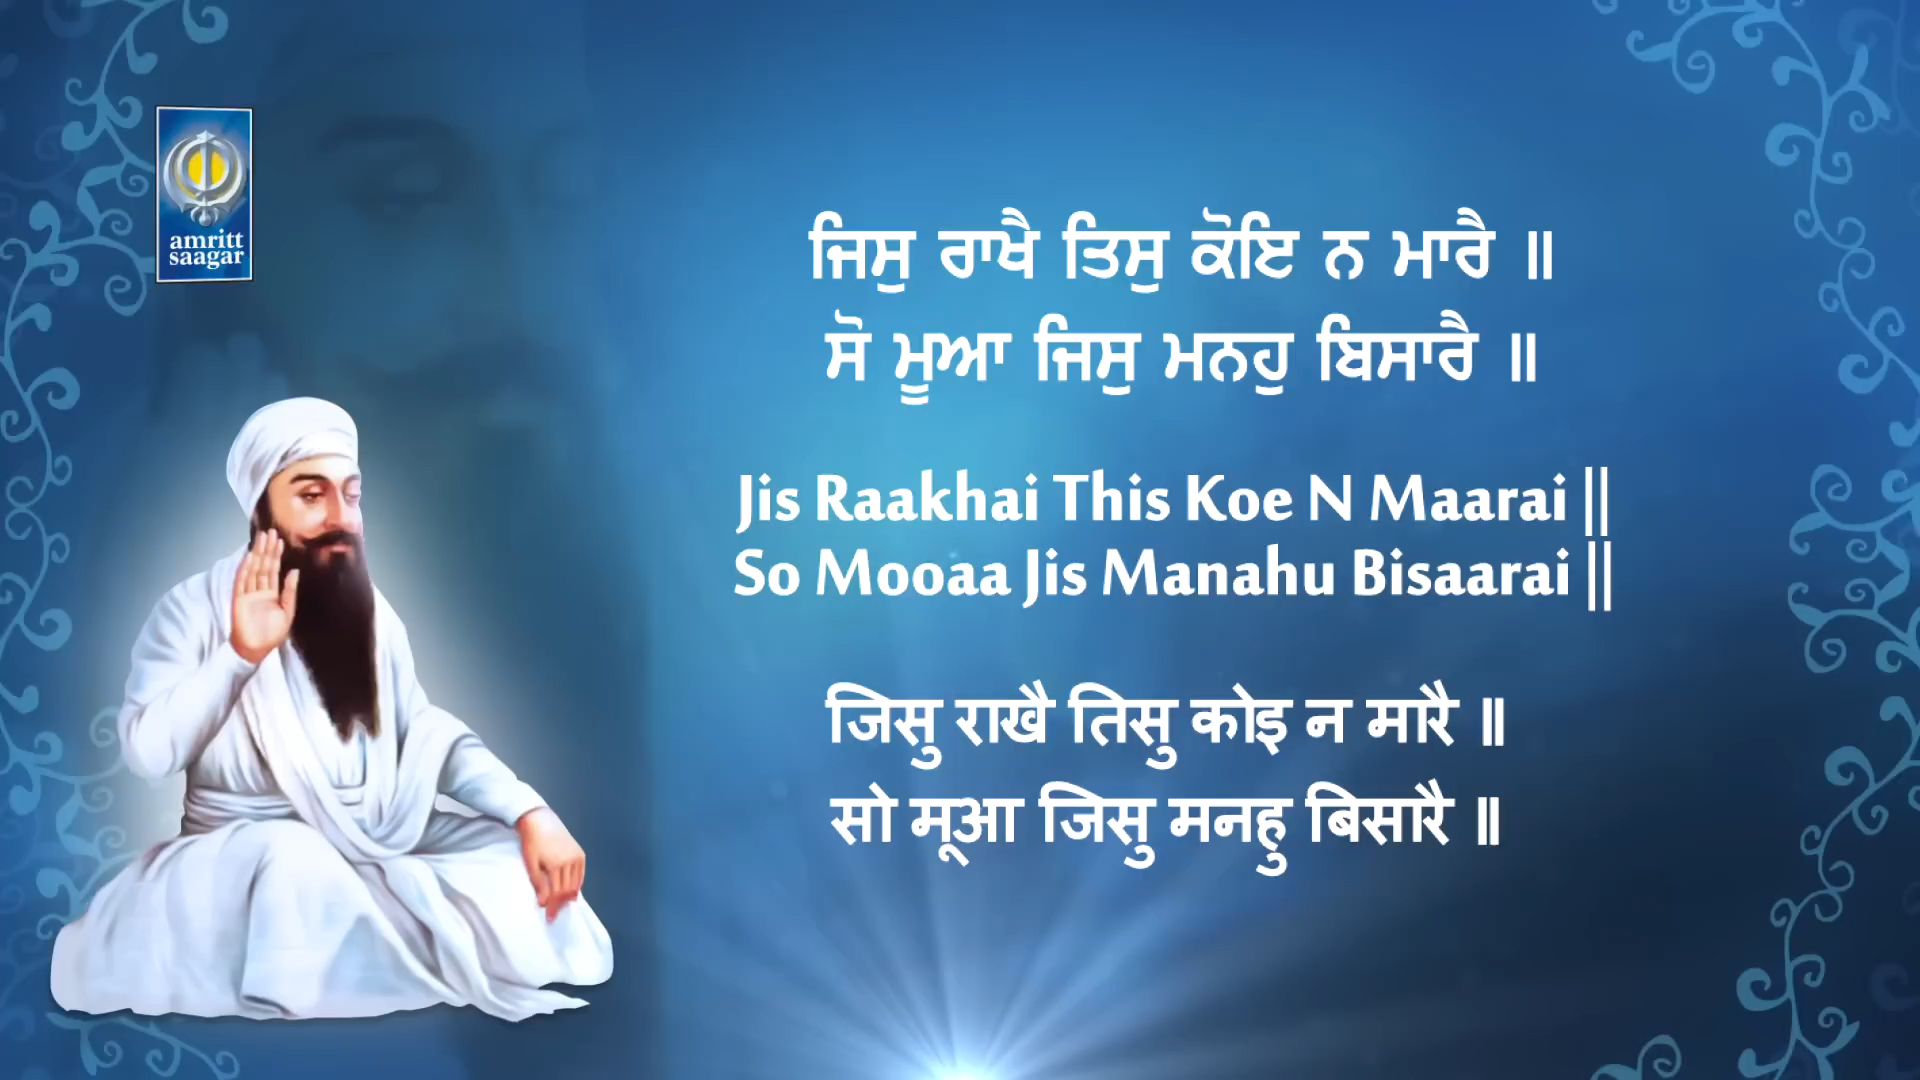 amritt
saagar
ਜਿਸੁ ਰਾਖੈ ਤਿਸੁ ਕੋਇ ਨ ਮਾਰੈ ॥
ਸੋ ਮੂਆ ਜਿਸੁ ਮਨਹੁ ਬਿਸਾਰੈ ॥
Jis Raakhai This Koe N Maarai ||
So Mooaa Jis Manahu Bisaarai ||
जिसु राखै तिसु कोइ न मारै ॥
सो मूआ जिसु मनहु बिसारै ॥